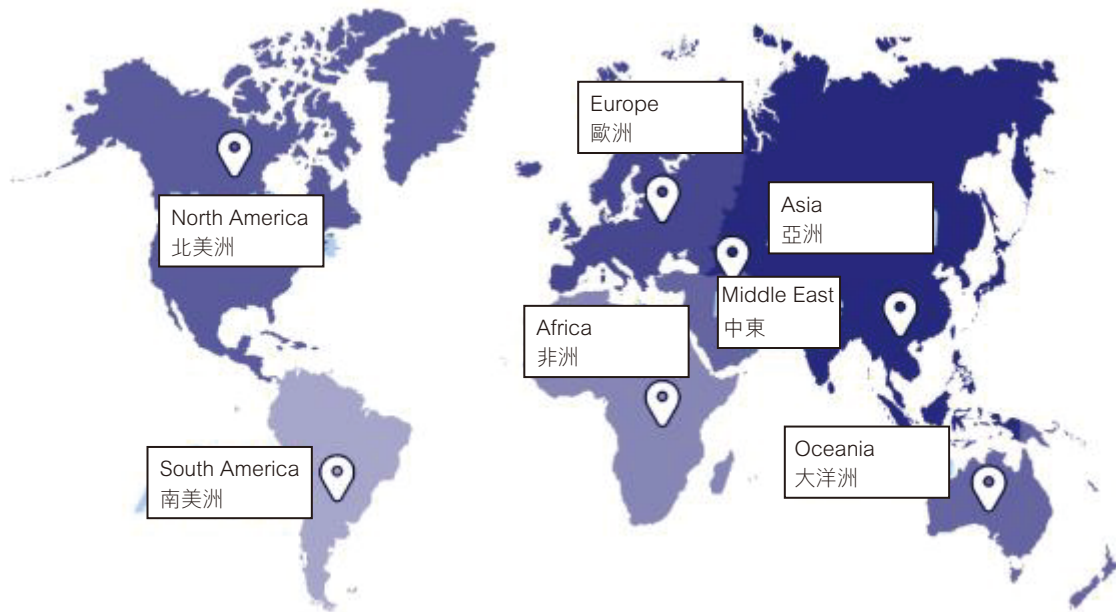 Europe
歐洲
North America
北美洲
Asia
亞洲
Middle East
中東
Africa
非洲
South America
南美洲
Oceania
大洋洲